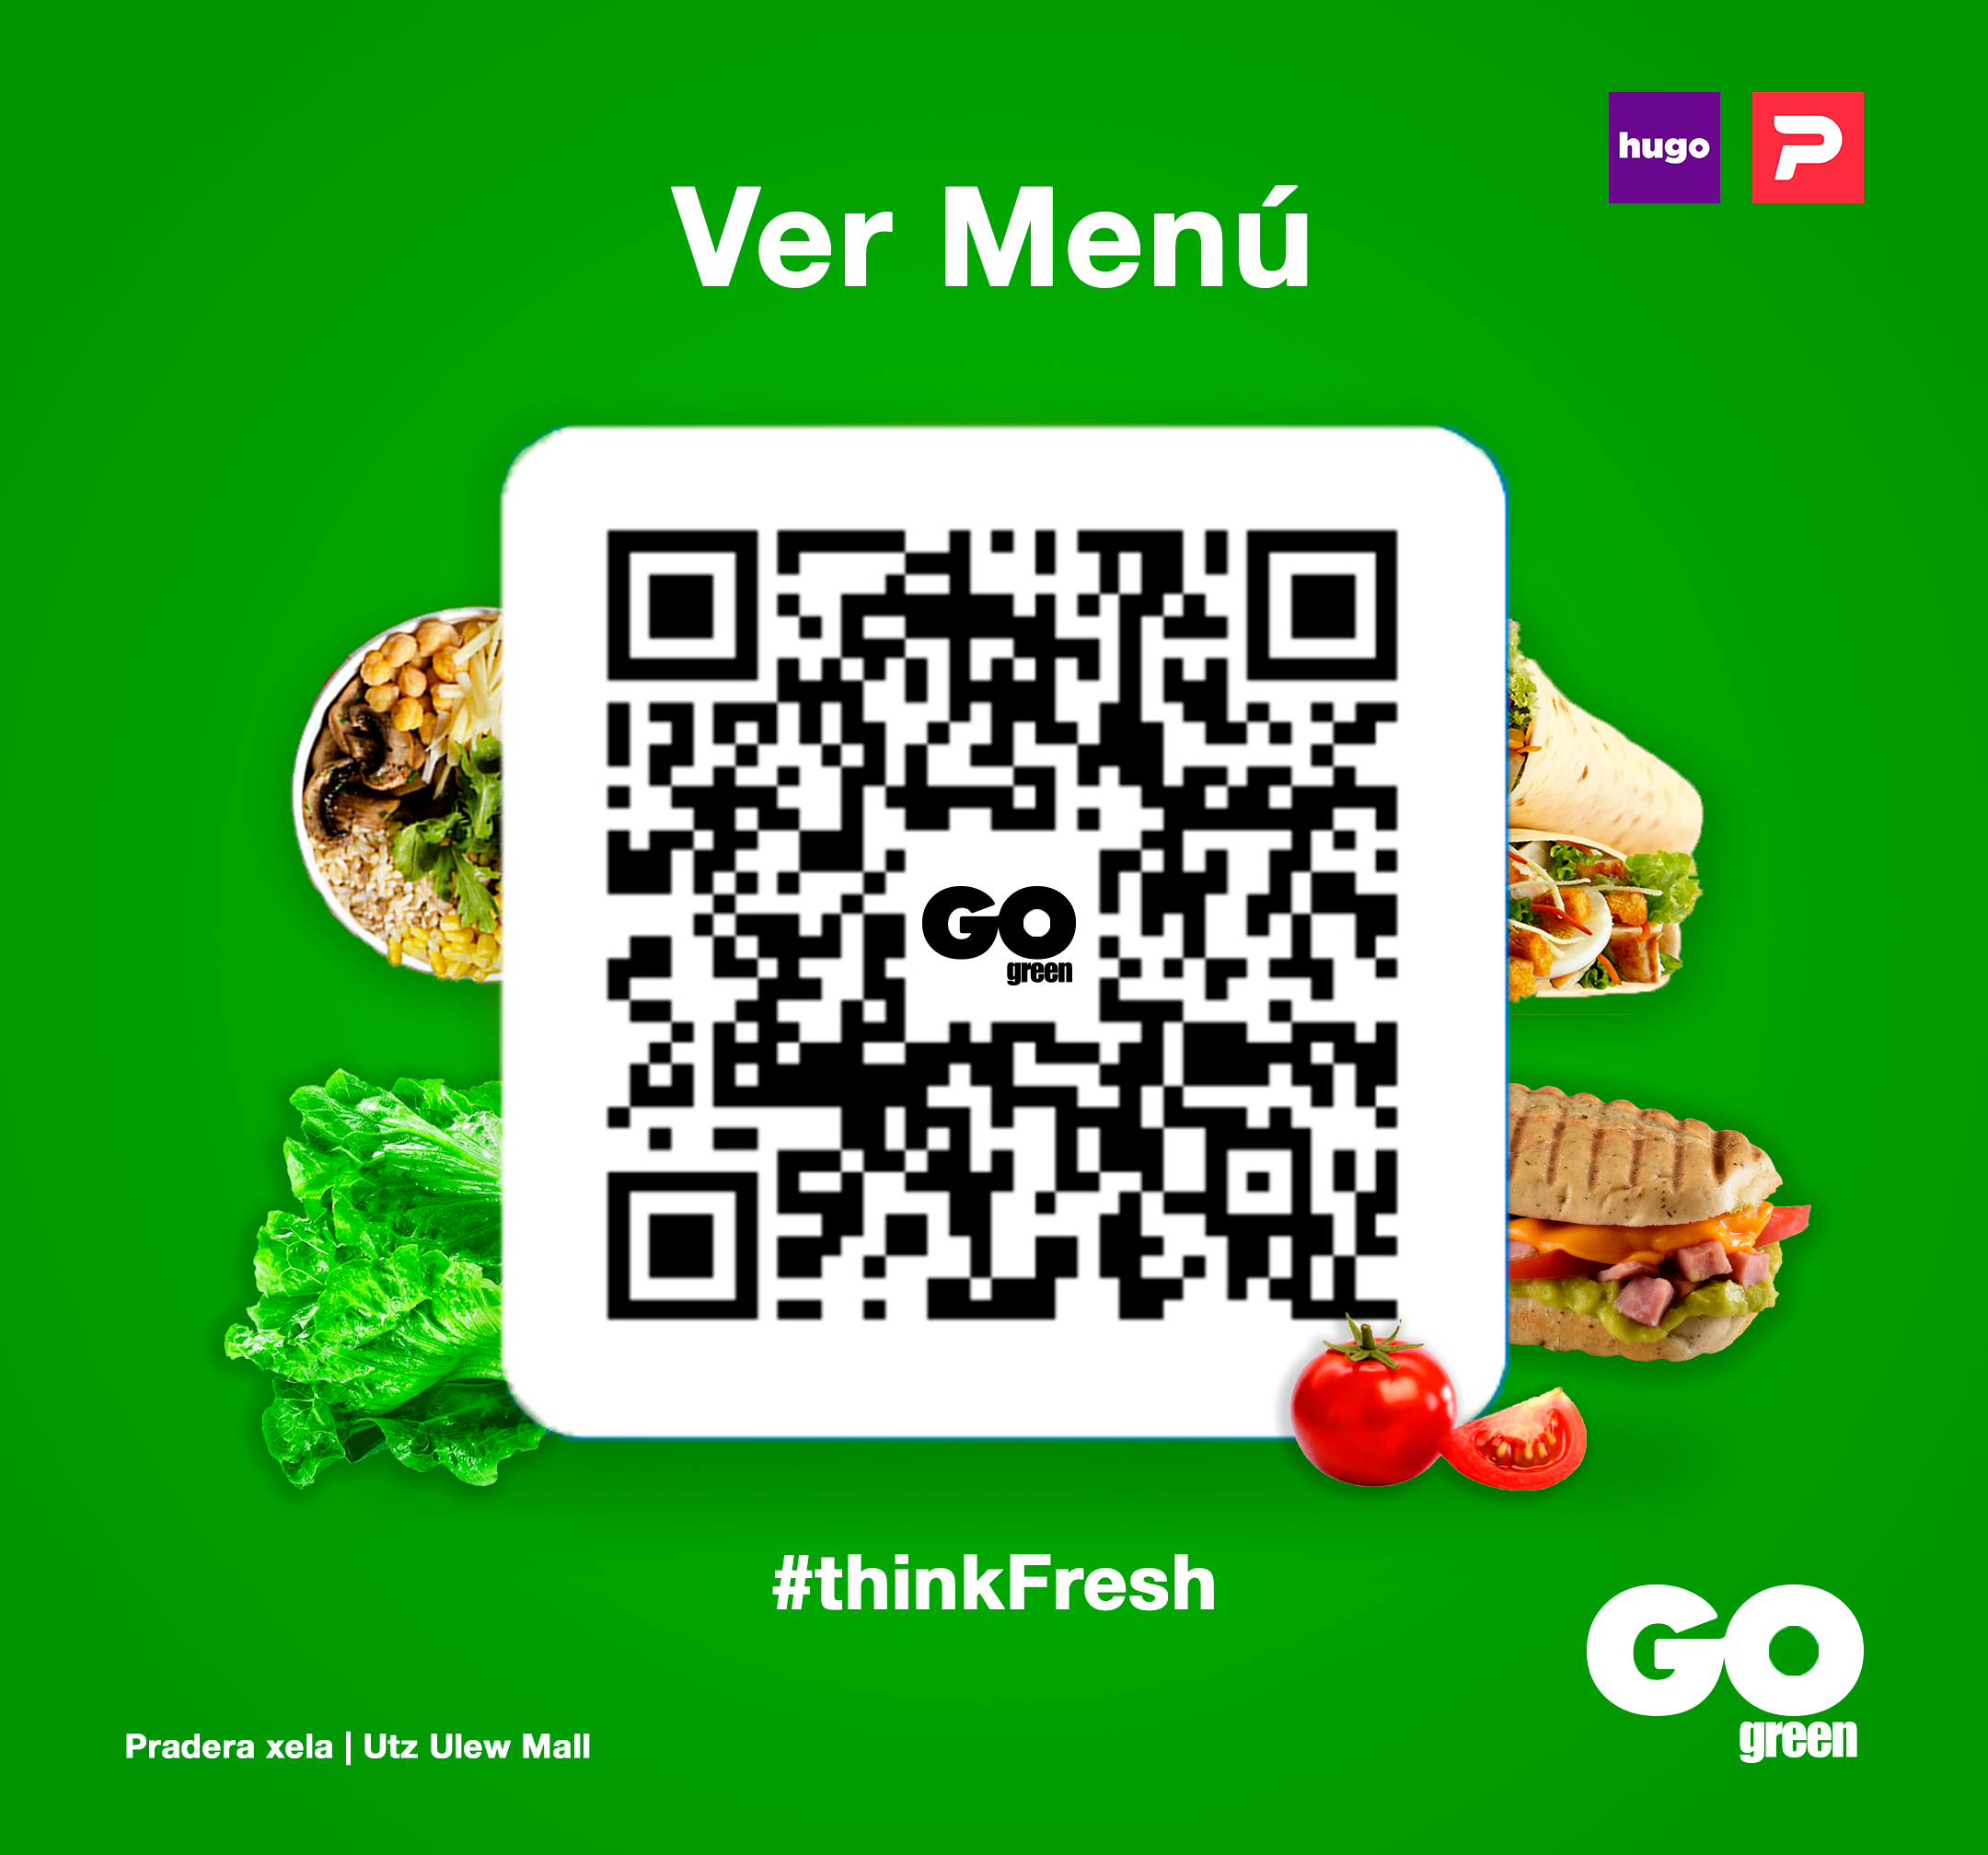 hugo
P
Ver Menú
GO
green
#thinkFresh
GO
green
Pradera xela | Utz Ulew Mall